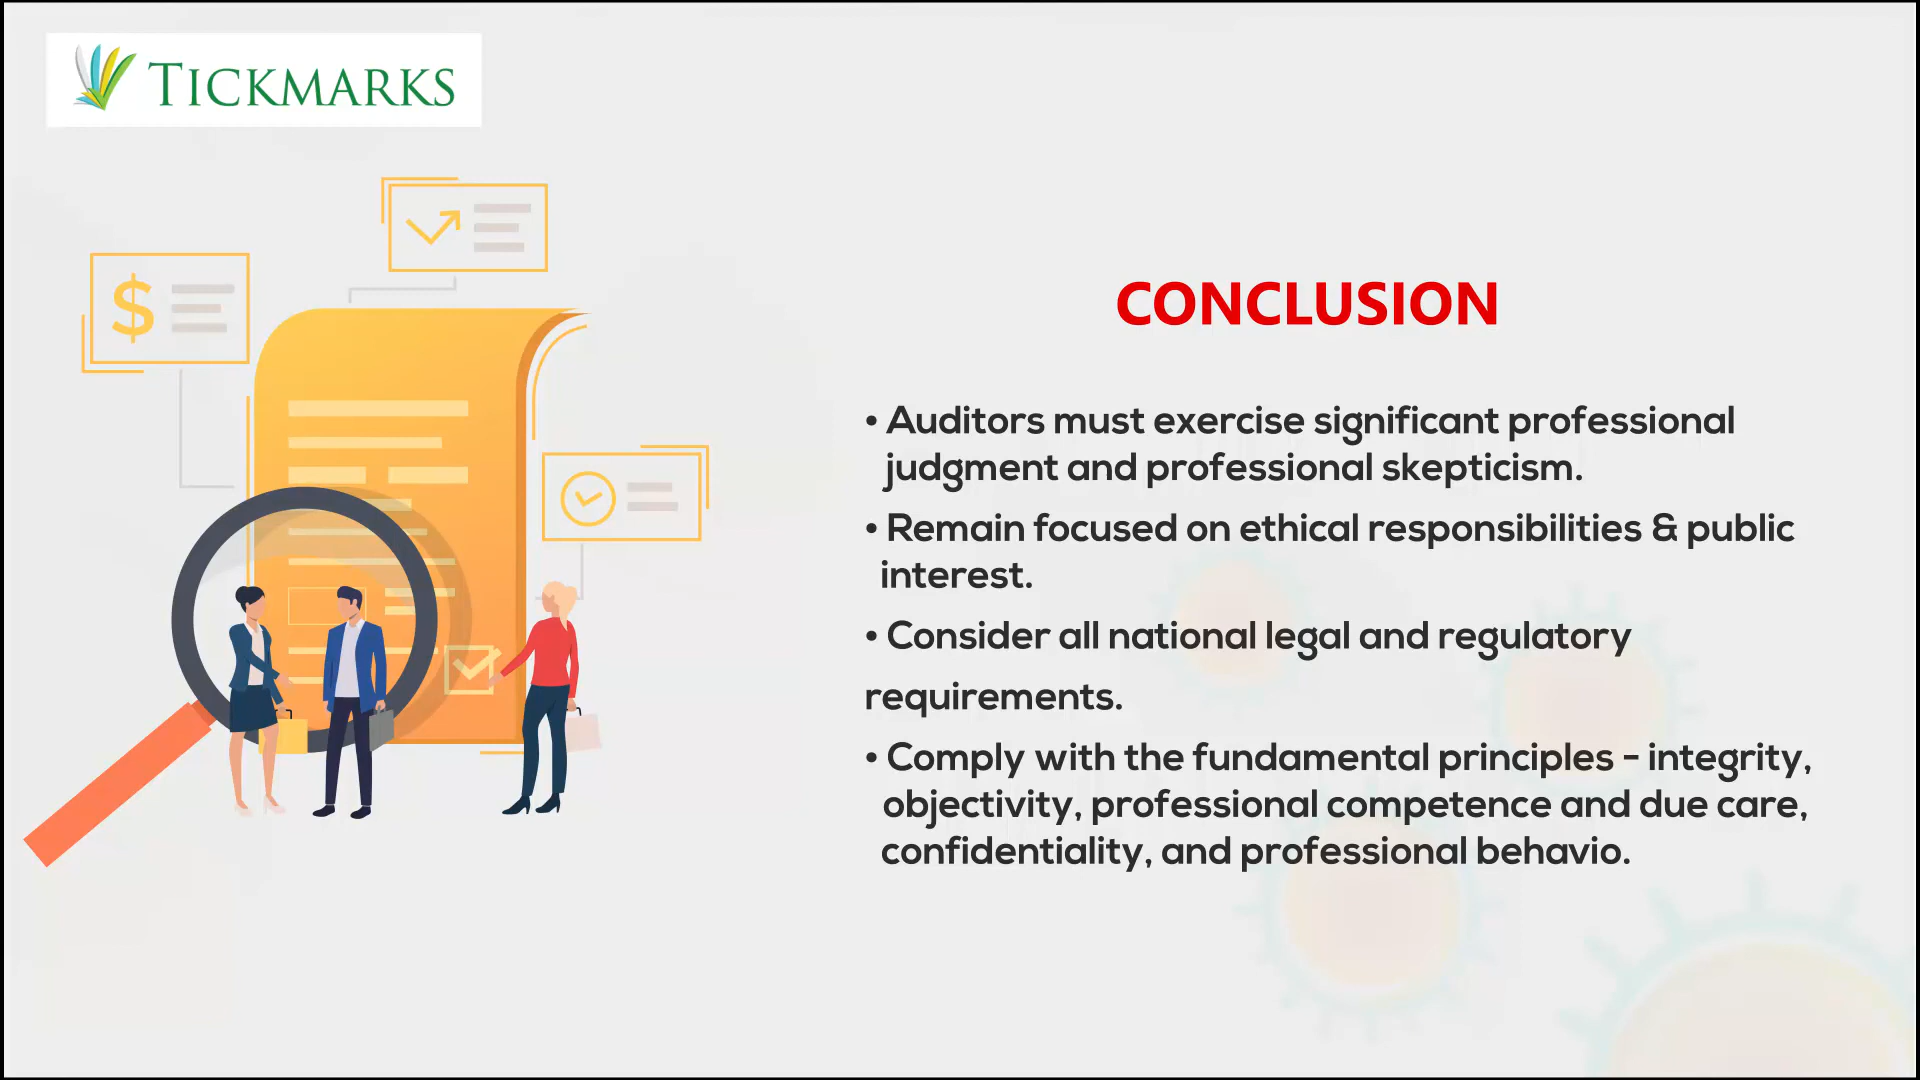 TICKMARKS
$
CONCLUSION
• Auditors must exercise significant professional
judgment and professional skepticism.
• Remain focused on ethical responsibilities & public
interest.
• Consider all national legal and regulatory
requirements.
• Comply with the fundamental principles - integrity,
objectivity, professional competence and due care,
confidentiality, and professional behavio.